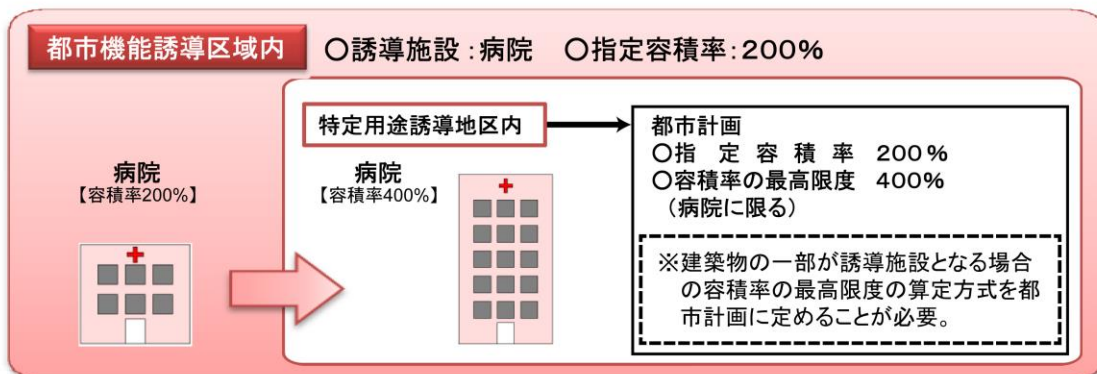 都市機能誘導区域内 〇誘導施設:病院 〇指定容積率:200%
特定用途誘導地区内
病院
【容積率200%】
病院
【容積率400%】
都市計画
〇指定容積率 200%
〇容積率の最高限度 400%
(病院に限る)
※建築物の一部が誘導施設となる場合
の容積率の最高限度の算定方式を都
市計画に定めることが必要。